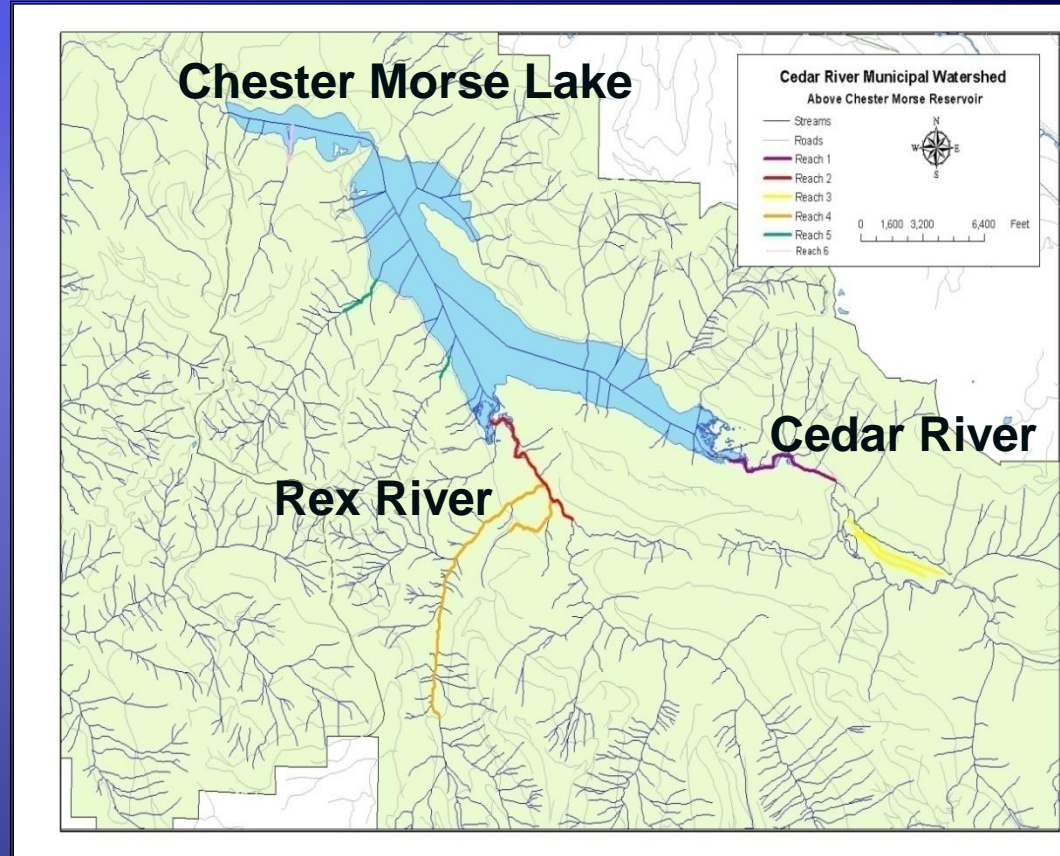 Chester Morse Lake
Cedar River Municipal Watershed
Above Chester Morse Reservoir
Streams
Roads
Reach 1
Reach 2
Reach 3
Reach 4
Reach 5
Reach 6
N
W E
S
0 1,600 3,200 6,400 Feet
Cedar River
Rex River